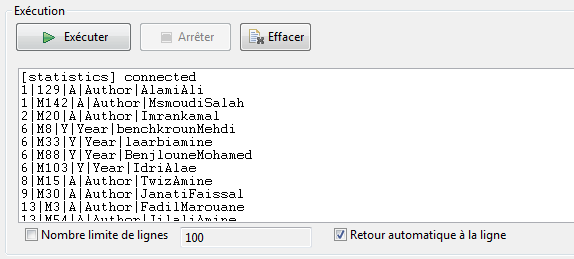 Exécution
Exécuter
Arrêter
Effacer
[statistics] connected
1|129|A|Author|AlamiAli
1|M142|A|Author|MsmoudiSalah
2|M20|A|Author|Imrankamal
6|M8|Y|Year|benchkrounMehdi
6|M33|Y|Year|laarbiamine
6|M88|Y|Year|BenjlouneMohamed
6|M103|Y|Year|IdriAlae
8|M15|A|Author|TwizAmine
9|M30|A|Author|JanatiFaissal
13|M3|A|Author|FadilMarouane
13|M54|A|Author|JilaliAmine
Nombre limite de lignes
100
Retour automatique à la ligne